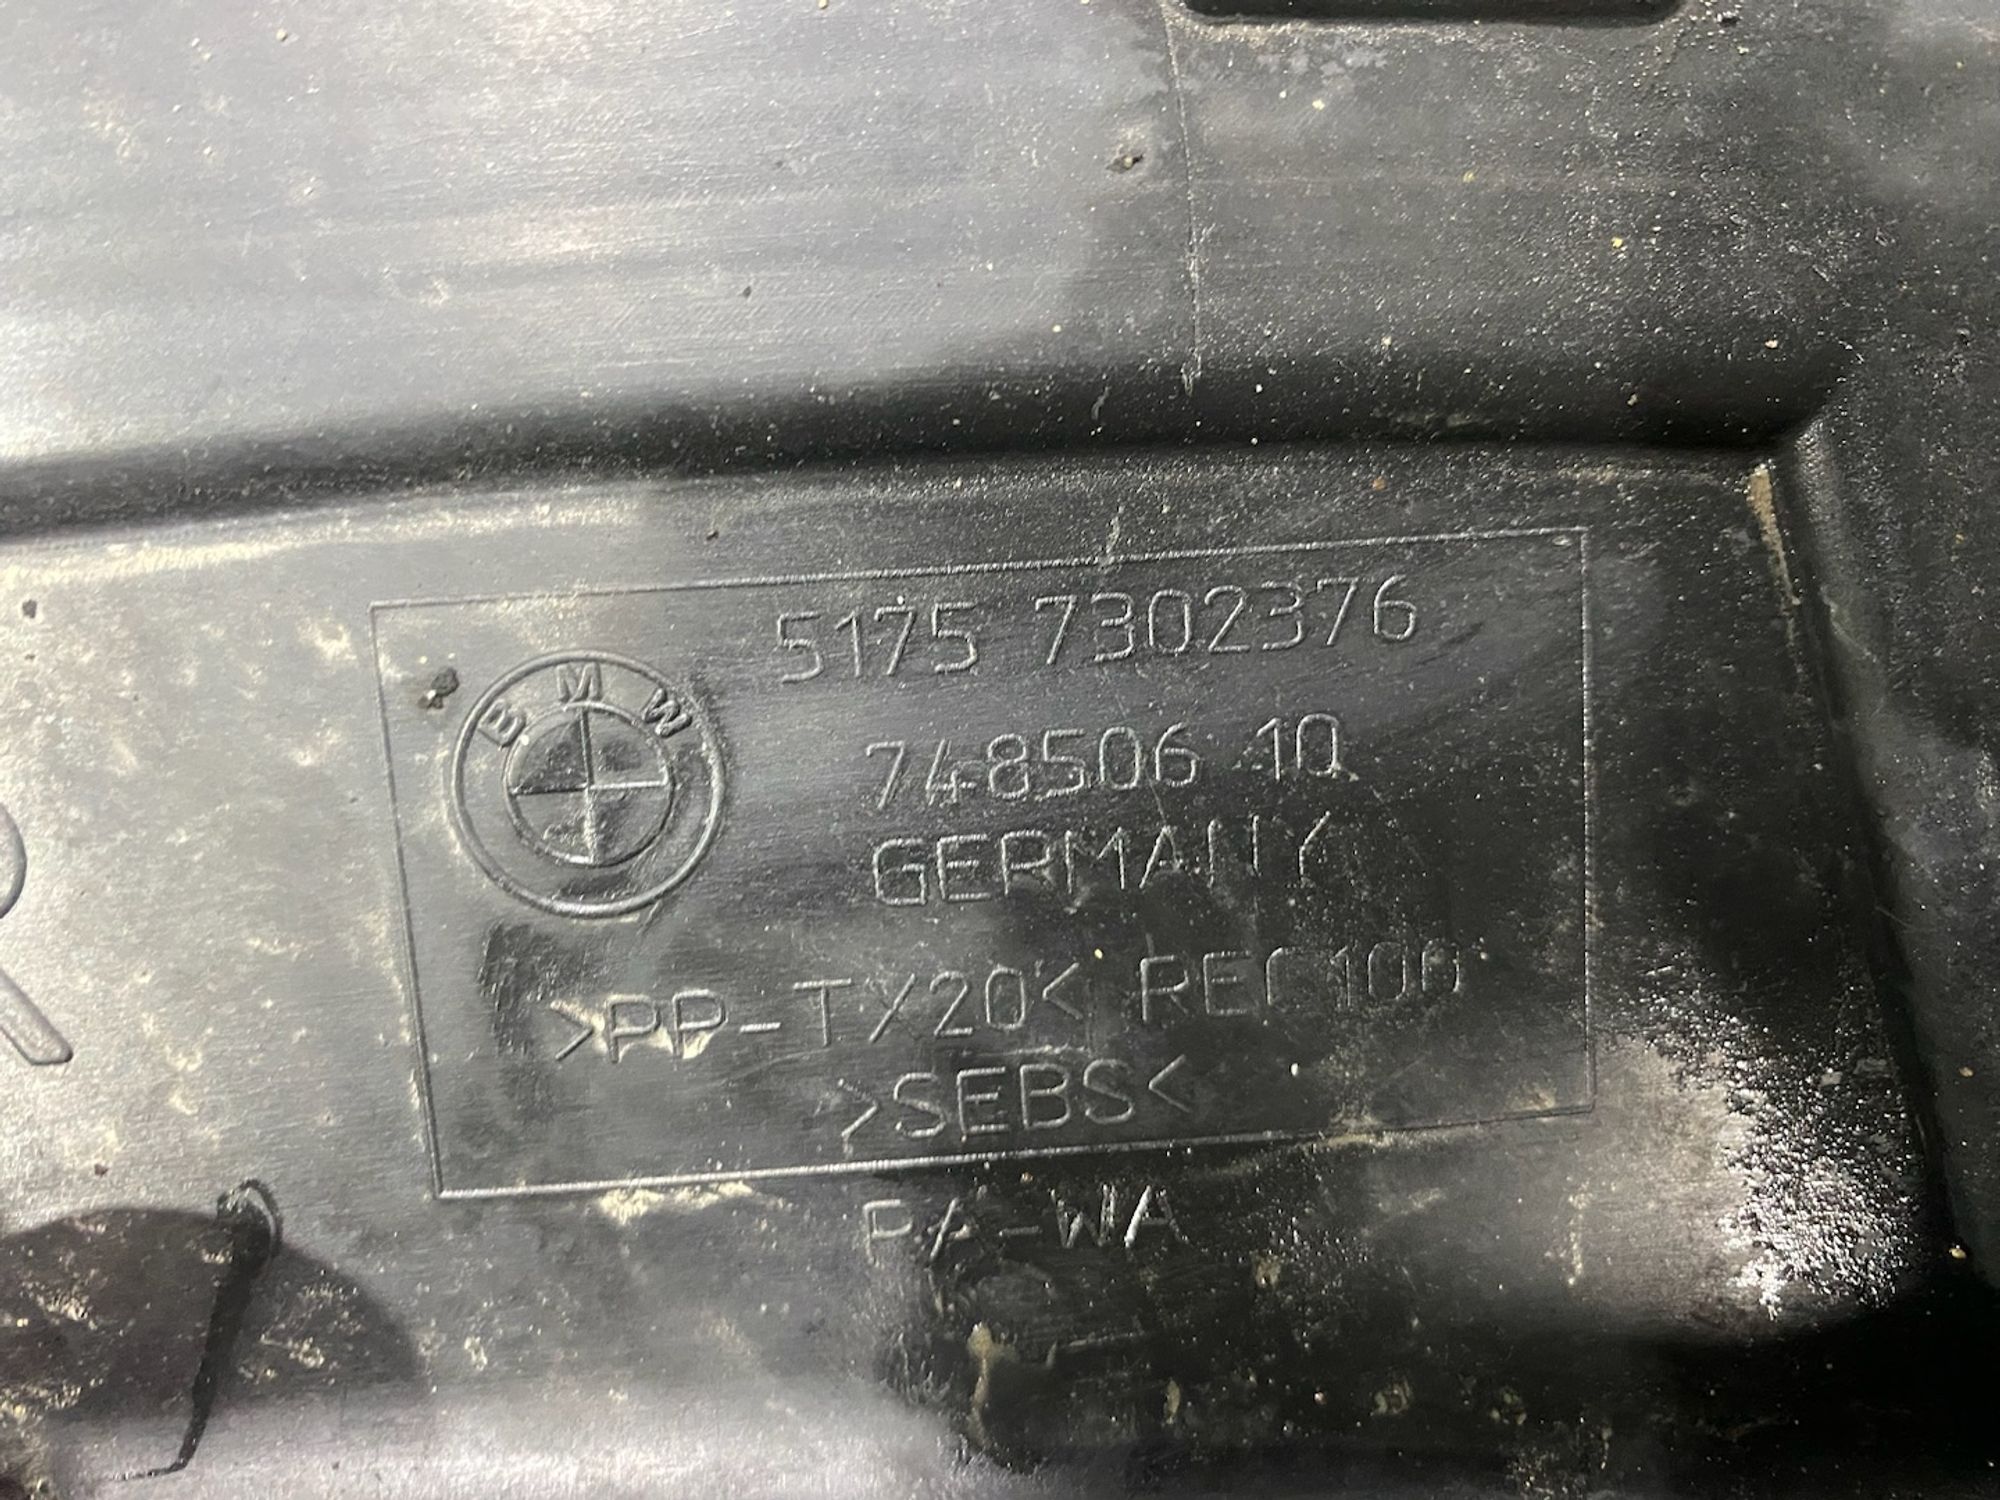 5175 7302376
BMW
748506 10
GERMANY
>PP-TX20< REC100
>SEBS<
PA-WA
R